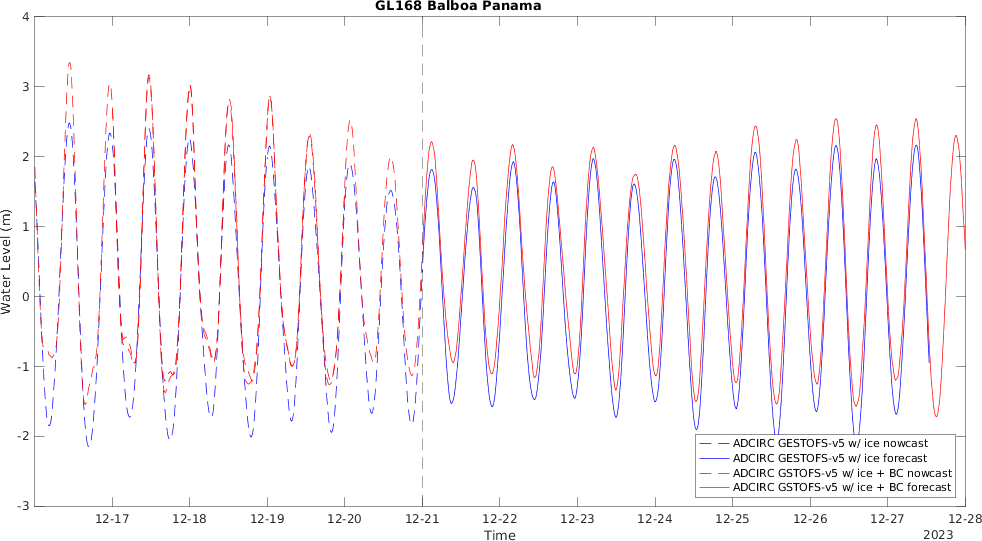 GL168 Balboa Panama
4
3
2
1
0
-1
-2
-3
Water Level (m)
12-17 12-18 12-19 12-20 12-21 12-22 12-23 12-24 12-25 12-26 12-27 12-28
Time
2023
ADCIRC GESTOFS-v5 w/ ice nowcast
ADCIRC GESTOFS-v5 w/ ice forecast
ADCIRC GSTOFS-v5 w/ ice + BC nowcast
ADCIRC GSTOFS-v5 w/ ice + BC forecast